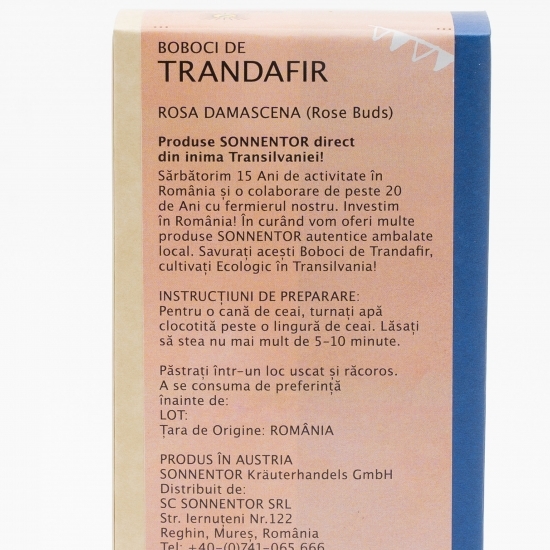 BOBOCI DE
TRANDAFIR
ROSA DAMASCENA (Rose Buds)
Produse SONNENTOR direct
din inima Transilvaniei!
Sărbătorim 15 Ani de activitate în
România și o colaborare de peste 20
de Ani cu fermierul nostru. Investim
în România! În curând vom oferi multe
produse SONNENTOR autentice ambalate
local. Savurați acești Boboci de Trandafir,
cultivați Ecologic în Transilvania!
INSTRUCȚIUNI DE PREPARARE:
Pentru o cană de ceai, turnați apă
clocotită peste o lingură de ceai. Lăsați
să stea nu mai mult de 5-10 minute.
Păstrați într-un loc uscat și răcoros.
A se consuma de preferință
înainte de:
LOT:
Țara de Origine: ROMÂNIA
PRODUS ÎN AUSTRIA
SONNENTOR Kräuterhandels GmbH
Distribuit de:
SC SONNENTOR SRL
Str. Iernuțeni Nr.122
Reghin, Mureș, România
Tel: +40-(0)741-065 666